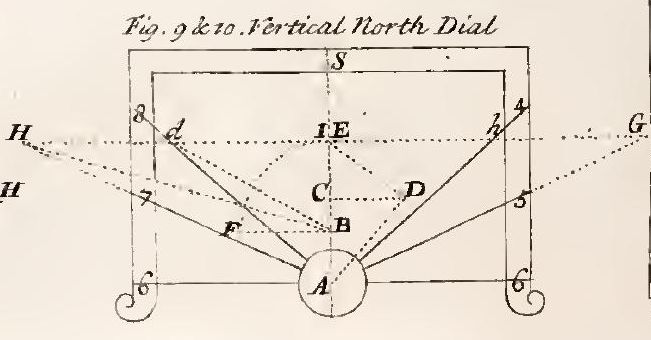 Fig. 9 & 10. Vertical North Dial
S
8 4
H d I E h G
H 7 C D 5
F B
6 A 6